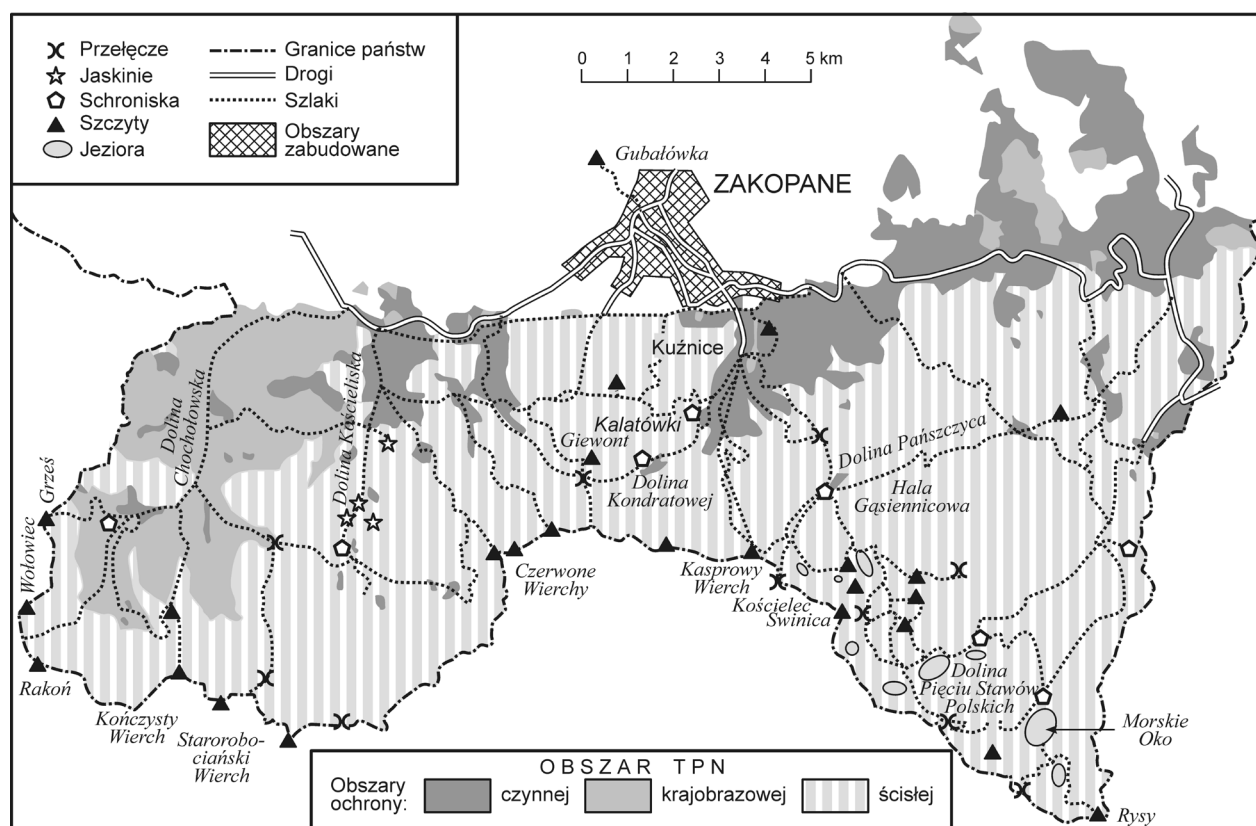 Przełęcze
Jaskinie
Schroniska
Szczyty
Jeziora
Granice państw
Drogi
Szlaki
Obszary
zabudowane
0 1 2 3 4 5 km
Gubałówka
ZAKOPANE
Kuźnice
Dolina
Chochołowska
Dolina Kościeliska
Kalatówki
Giewont
Dolina
Kondratowej
Dolina Pańszczyca
Hala
Gąsiennicowa
Grześ
Wołowiec
Rakoń
Kończysty
Wierch
Starorobo-
ciański
Wierch
Czerwone
Wierchy
Kasprowy
Wierch
Kościelec
Swinica
Dolina
Pięciu Stawów
Polskich
Morskie
Oko
Rysy
OBSZAR TPN
Obszary
ochrony:
czynnej
krajobrazowej
ścisłej